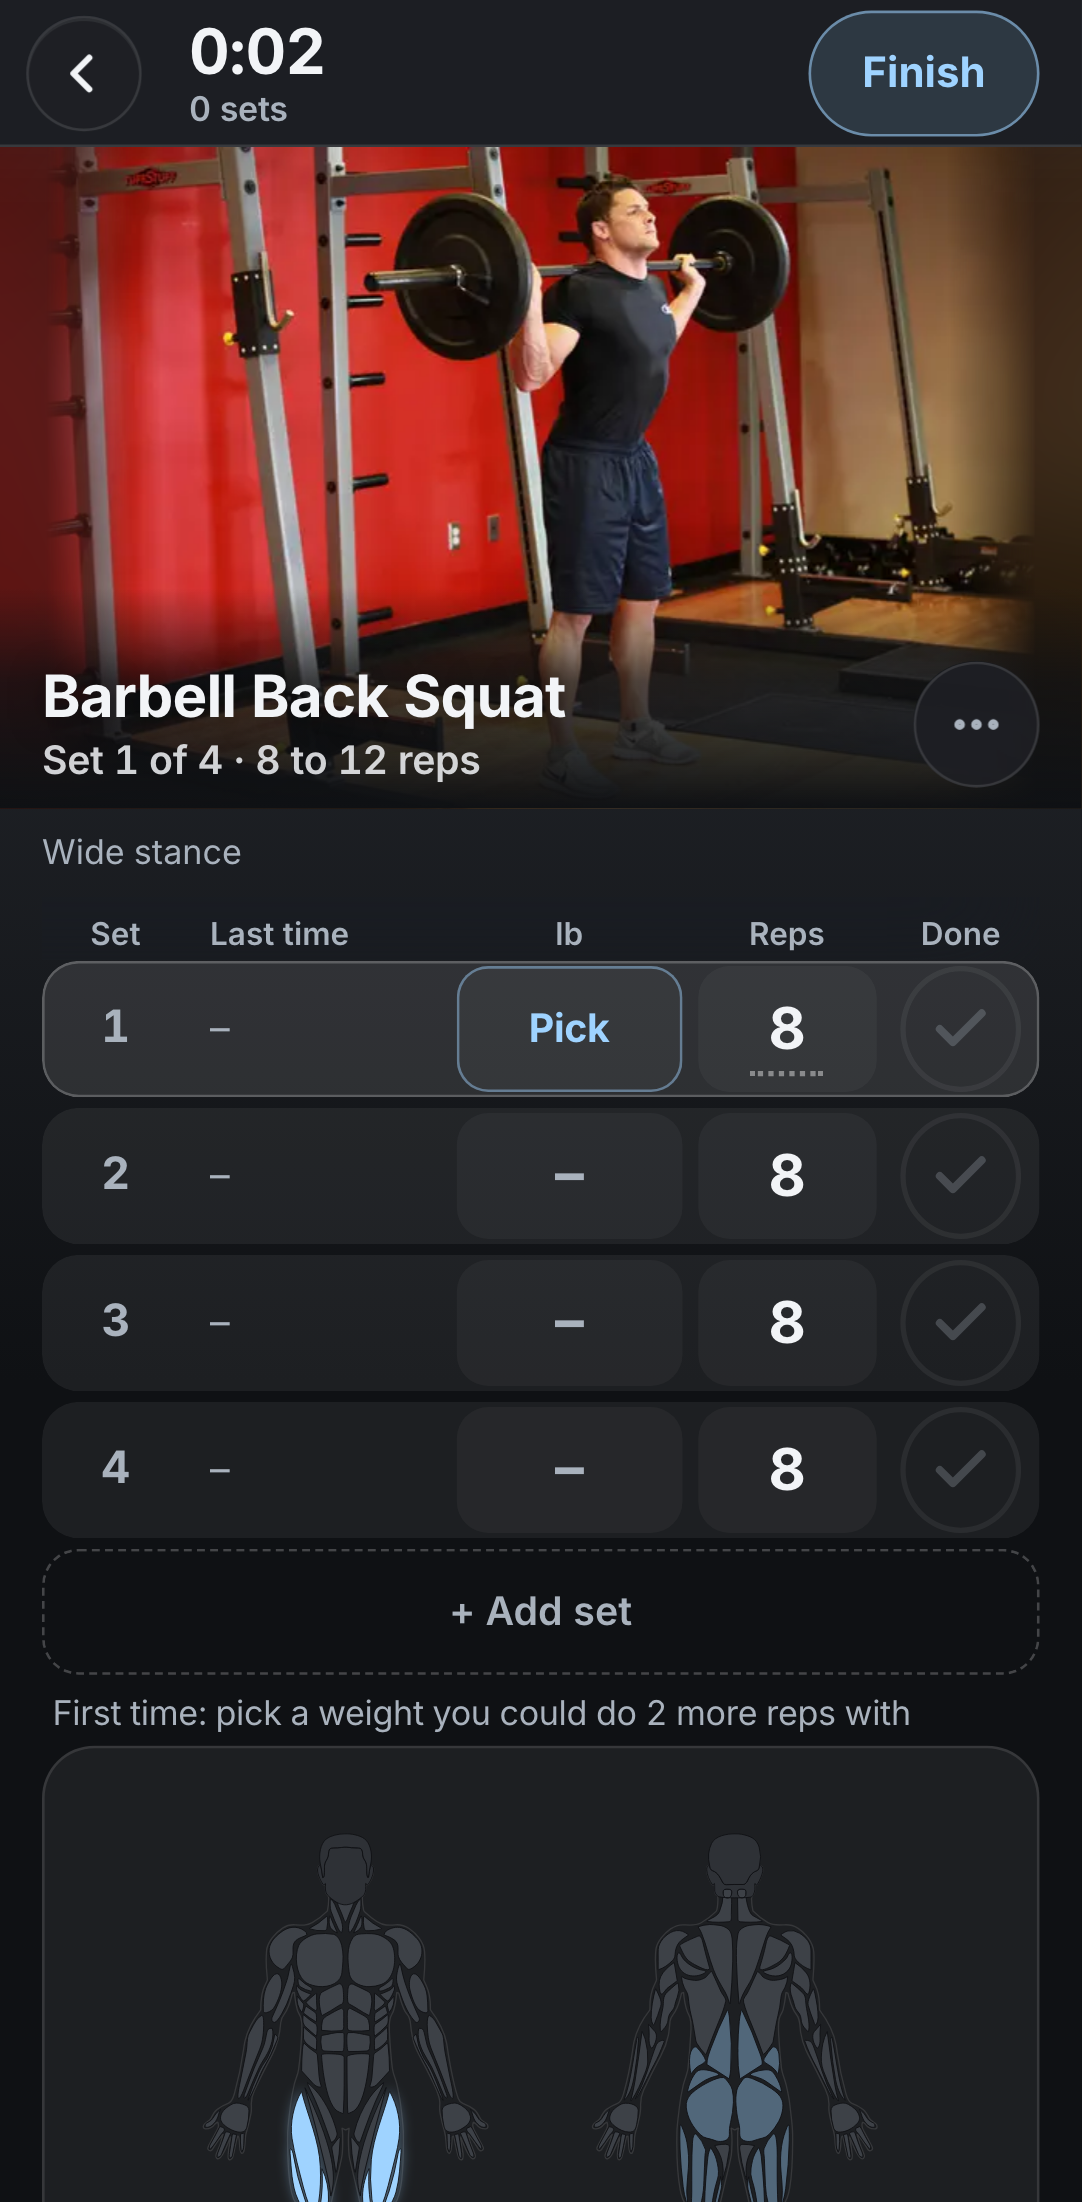 0:02
0 sets
Finish
Barbell Back Squat
Set 1 of 4 · 8 to 12 reps
Wide stance
Set Last time lb Reps Done
1 – Pick 8
2 – – 8
3 – – 8
4 – – 8
+ Add set
First time: pick a weight you could do 2 more reps with